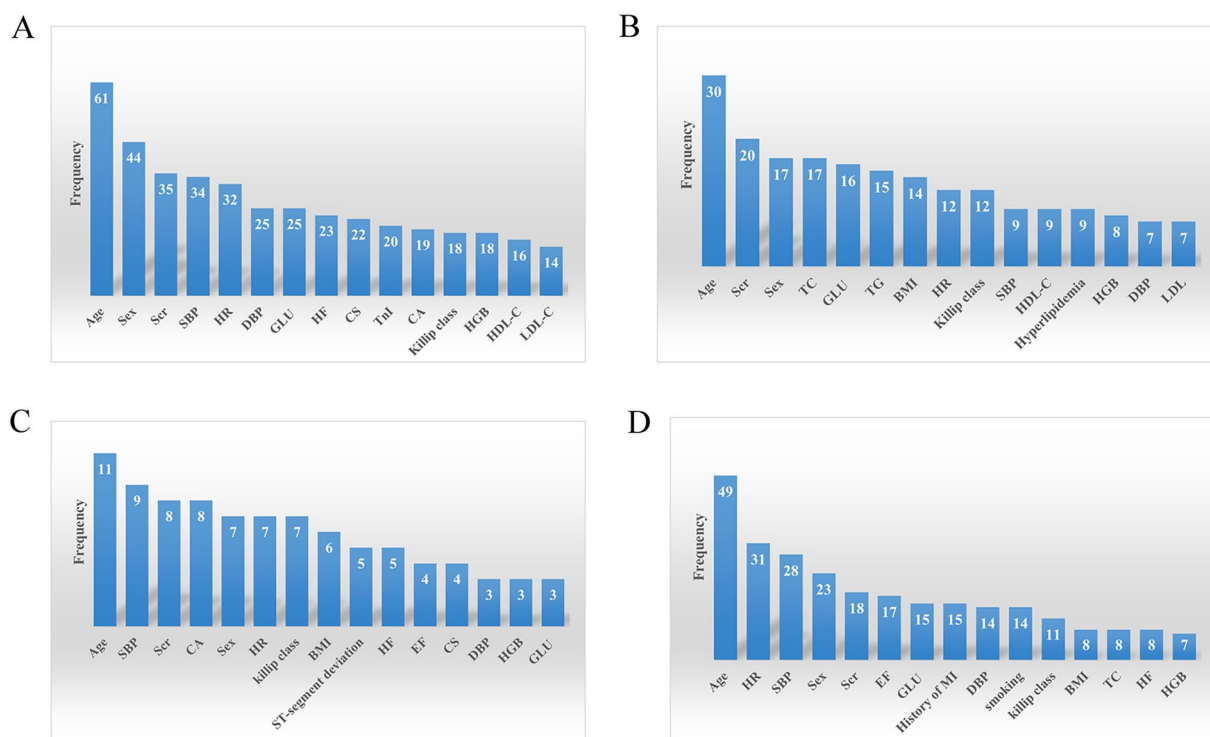 A
Frequency
61 44 35 34 32 25 25 23 22 20 19 18 18 16 14
Age Sex Scr SBP HR DBP GLU HF CS TnI CA Killip class HGB HDL-C LDL-C
B
Frequency
30 20 17 17 16 15 14 12 12 9 9 9 8 7 7
Age Scr Sex TC GLU TG BMI HR Killip class SBP HDL-C Hyperlipidemia HGB DBP LDL
C
Frequency
11 9 8 8 7 7 7 6 5 5 4 4 3 3 3
Age SBP Scr CA Sex HR killip class BMI ST-segment deviation HF EF CS DBP HGB GLU
D
Frequency
49 31 28 23 18 17 15 15 14 14 11 8 8 8 7
Age HR SBP Sex Scr EF GLU History of MI DBP smoking killip class BMI TC HF HGB